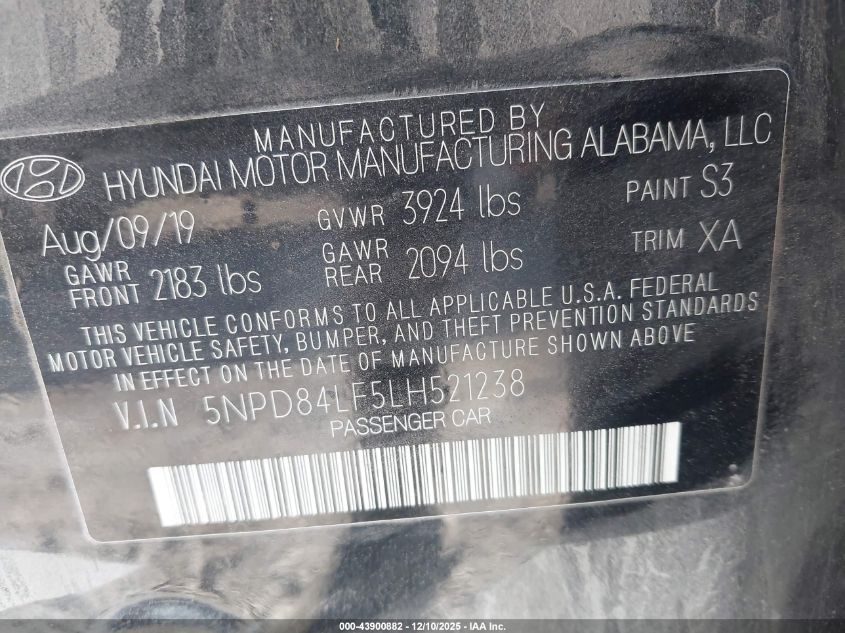 MANUFACTURED BY
HYUNDAI MOTOR MANUFACTURING ALABAMA, LLC
Aug/09/19 GVWR 3924 lbs PAINT S3
GAWR FRONT 2183 lbs GAWR REAR 2094 lbs TRIM XA
THIS VEHICLE CONFORMS TO ALL APPLICABLE U.S.A. FEDERAL
MOTOR VEHICLE SAFETY, BUMPER, AND THEFT PREVENTION STANDARDS
IN EFFECT ON THE DATE OF MANUFACTURE SHOWN ABOVE
V.I.N 5NPD84LF5LH521238
PASSENGER CAR
000-43900882 - 12/10/2025 - IAA Inc.